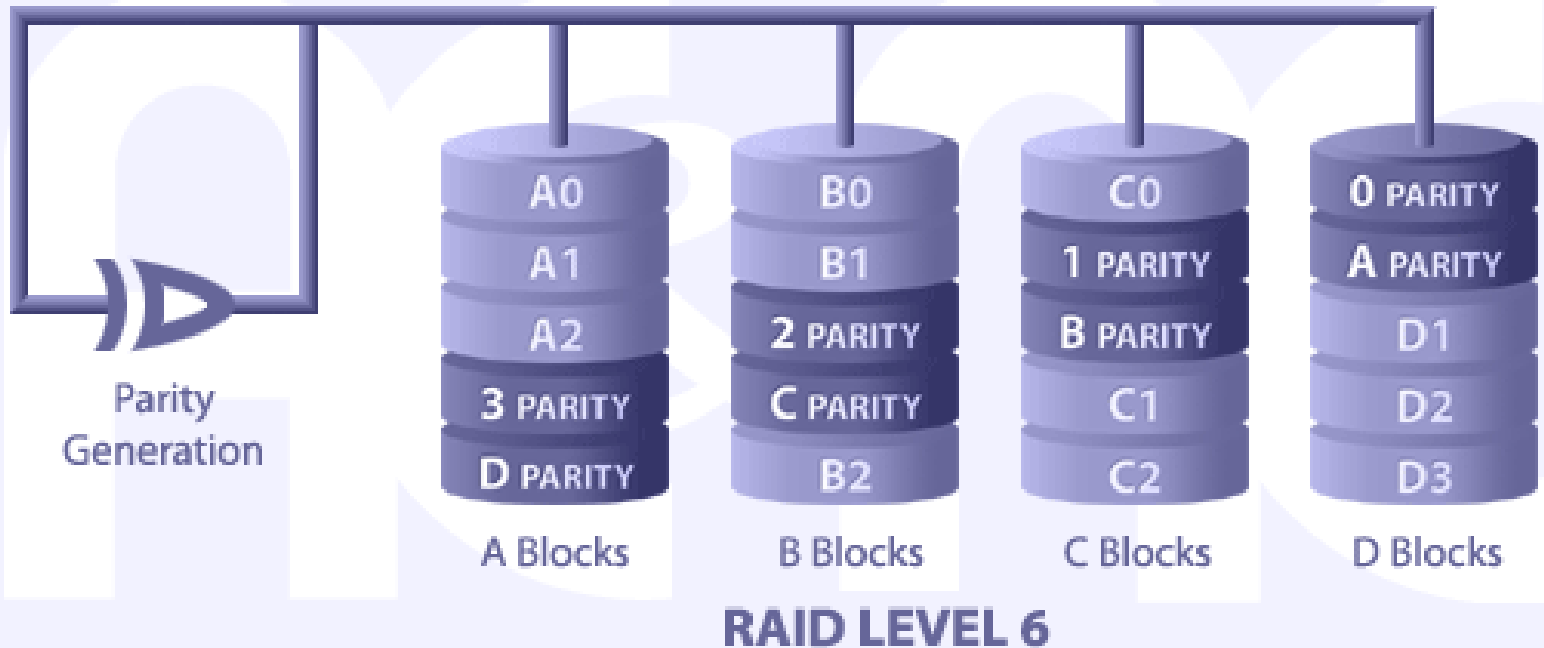 A0
A1
A2
3 PARITY
D PARITY
B0
B1
2 PARITY
C PARITY
B2
C0
1 PARITY
B PARITY
C1
C2
0 PARITY
A PARITY
D1
D2
D3
Parity
Generation
A Blocks
B Blocks
C Blocks
D Blocks
RAID LEVEL 6